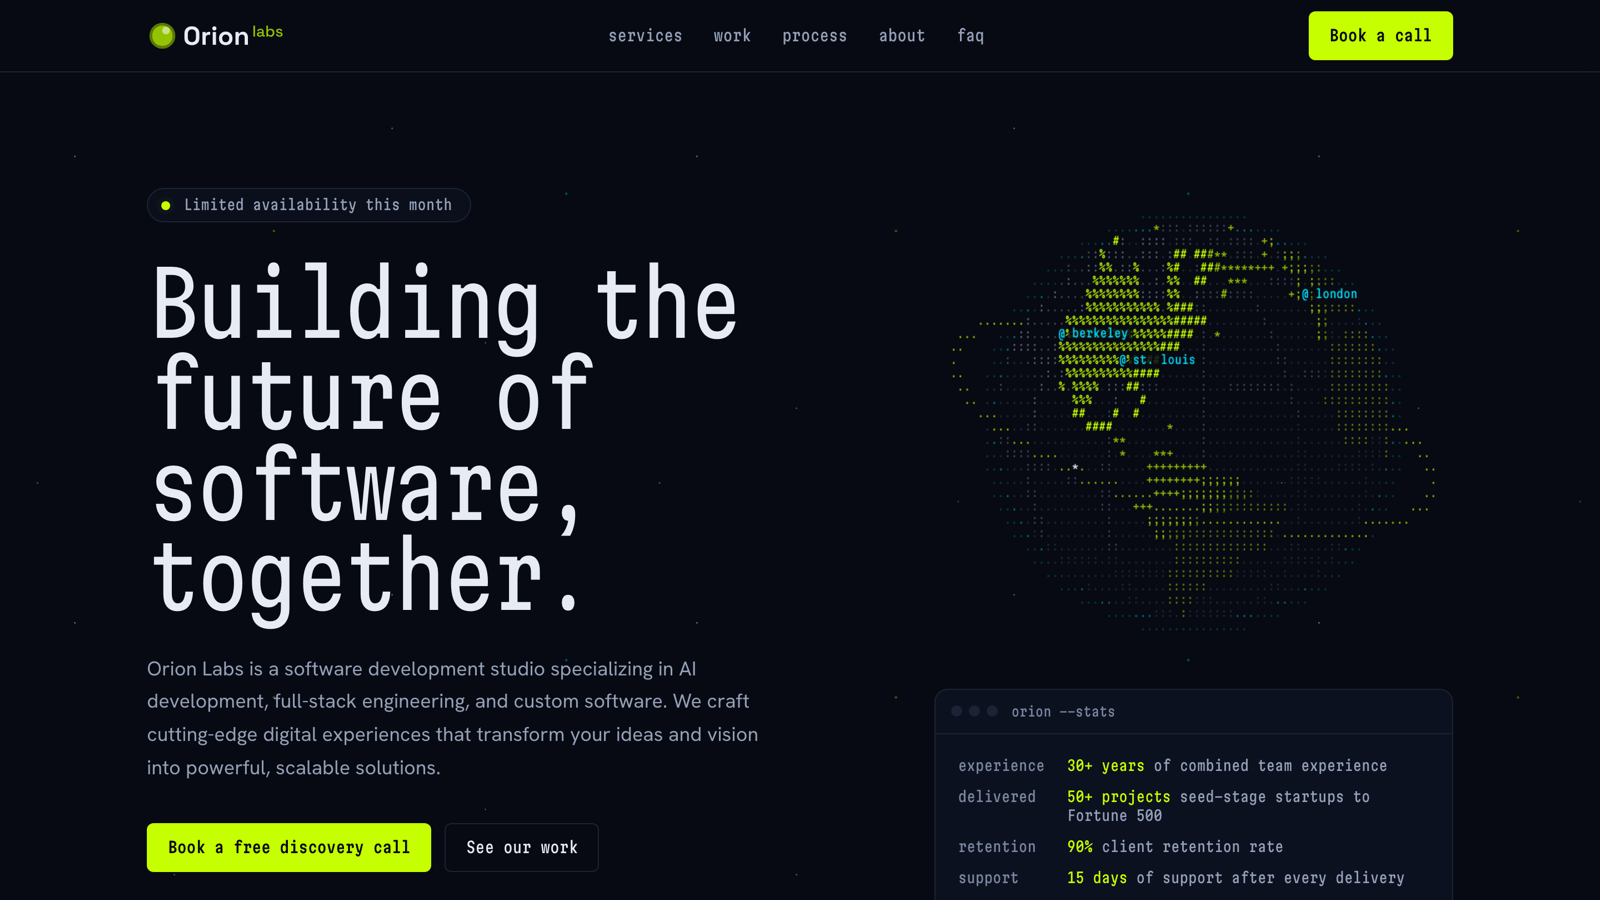 Orion labs
services work process about faq
Book a call
Limited availability this month
Building the
future of
software,
together.
Orion Labs is a software development studio specializing in AI
development, full-stack engineering, and custom software. We craft
cutting-edge digital experiences that transform your ideas and vision
into powerful, scalable solutions.
Book a free discovery call
See our work
@ london
@ berkeley
@ st. louis
orion --stats
experience 30+ years of combined team experience
delivered 50+ projects seed-stage startups to
Fortune 500
retention 90% client retention rate
support 15 days of support after every delivery